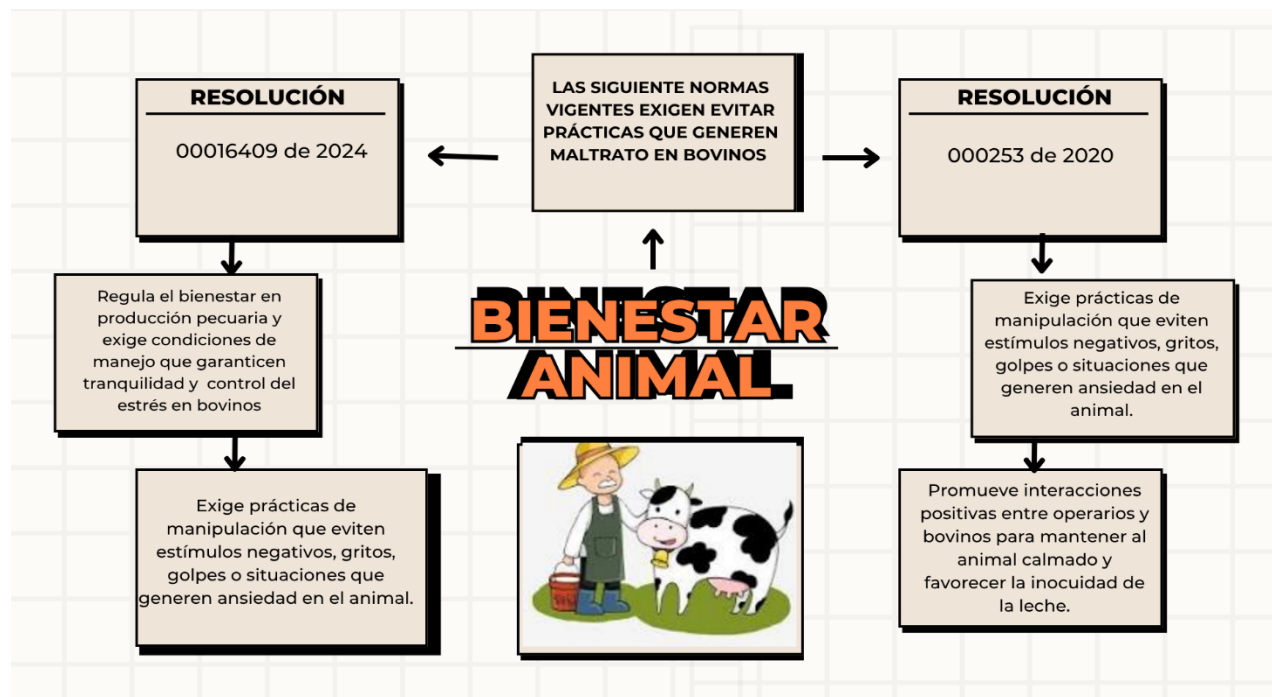 LAS SIGUIENTE NORMAS
VIGENTES EXIGEN EVITAR
PRÁCTICAS QUE GENEREN
MALTRATO EN BOVINOS
RESOLUCIÓN
00016409 de 2024
Regula el bienestar en
producción pecuaria y
exige condiciones de
manejo que garanticen
tranquilidad y control del
estrés en bovinos
Exige prácticas de
manipulación que eviten
estímulos negativos, gritos,
golpes o situaciones que
generen ansiedad en el animal.
BIENESTAR
ANIMAL
RESOLUCIÓN
000253 de 2020
Exige prácticas de
manipulación que eviten
estímulos negativos, gritos,
golpes o situaciones que
generen ansiedad en el
animal.
Promueve interacciones
positivas entre operarios y
bovinos para mantener al
animal calmado y
favorecer la inocuidad de
la leche.